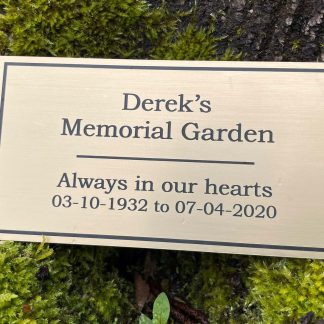 Derek’s
Memorial Garden
Always in our hearts
03-10-1932 to 07-04-2020